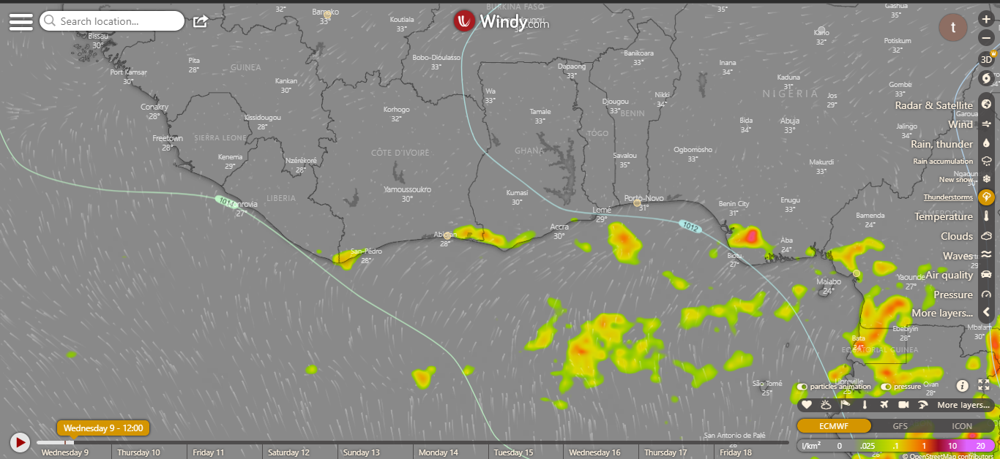 Search location...
Windy.com
t
+
−
3D
BURKINA FASO
32°
Bamako
33°
Koutiala
33°
35°
Gashua
35°
Bissau
30°
Kano
32°
Potiskum
32°
Pita
28°
GUINEA
Bobo-Dioulasso
33°
Dapaong
33°
Banikoara
33°
Inana
34°
Port Kamsar
30°
Kankan
30°
Kaduna
31°
Gombe
33°
Wa
33°
NIGERIA
Jos
29°
Nikki
34°
Djougou
33°
BENIN
Conakry
28°
Kissidougou
28°
Korhogo
32°
Tamale
33°
Bida
34°
Abuja
33°
Garoua
Jalingo
34°
TOGO
Freetown
28°
SIERRA LEONE
Kenema
29°
Nzérékoré
28°
CÔTE D'IVOIRE
GHANA
Savalou
35°
Ogbomosho
33°
Makurdi
33°
Yamoussoukro
30°
Kumasi
30°
LIBERIA
1014
nrovia
27°
Porto-Novo
31°
Benin City
31°
Enugu
33°
Lomé
29°
CAMEROON
Bamenda
24°
Accra
30°
1012
Abidjan
28°
Aba
24°
San-Pédro
28°
Biotu
27°
Malabo
24°
Yaounde
27°
Ebebiyin
28°
Mbalam
30°
Bata
24°
EQUATORIAL GUINEA
São Tomé
25°
Libreville
25°
Ovan
28°
San Antonio de Palé
26°
Radar & Satellite
Wind
Rain, thunder
Rain accumulation
New snow
Thunderstorms
Temperature
Clouds
Waves
Air quality
Pressure
More layers...
particles animation
pressure
i
More layers...
ECMWF GFS ICON
l/km² 0 .025 .1 1 10 20
© OpenStreetMap contributors
Wednesday 9 - 12:00
Wednesday 9 Thursday 10 Friday 11 Saturday 12 Sunday 13 Monday 14 Tuesday 15 Wednesday 16 Thursday 17 Friday 18